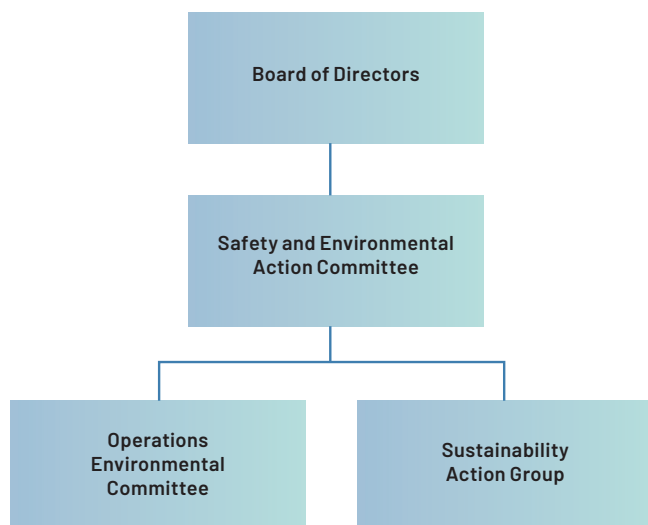 Board of Directors
Safety and Environmental
Action Committee
Operations
Environmental
Committee
Sustainability
Action Group